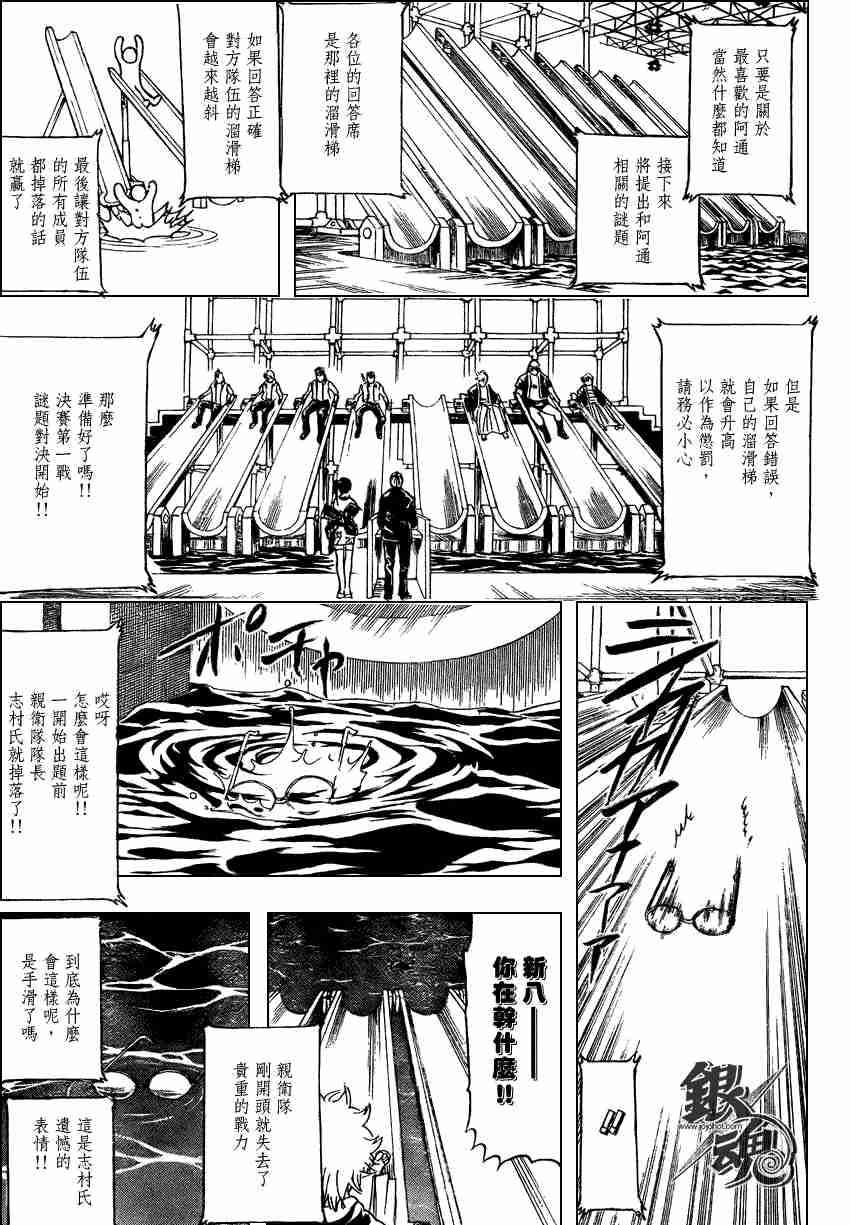 只要是關於
最喜歡的阿通
當然什麼都知道
接下來
將提出和阿通
相關的謎題
各位的回答席
是那裡的溜滑梯
如果回答正確
對方隊伍的溜滑梯
會越來越斜
最後讓對方隊伍
的所有成員
都掉落的話
就贏了
但是
如果回答錯誤，
自己的溜滑梯
就會升高
以作為懲罰，
請務必小心
那麼
準備好了嗎!!
決賽第一戰
謎題對決開始!!
ポチャ
哎呀
怎麼會這樣呢!!
一開始出題前
親衛隊隊長
志村氏就掉落了!!
!!
新八——
你在幹什麼!!
親衛隊
剛開頭就失去了
貴重的戰力
到底為什麼
會這樣呢，
是手滑了嗎
這是志村氏
遺憾的
表情!!
銀魂
www.jojohot.com